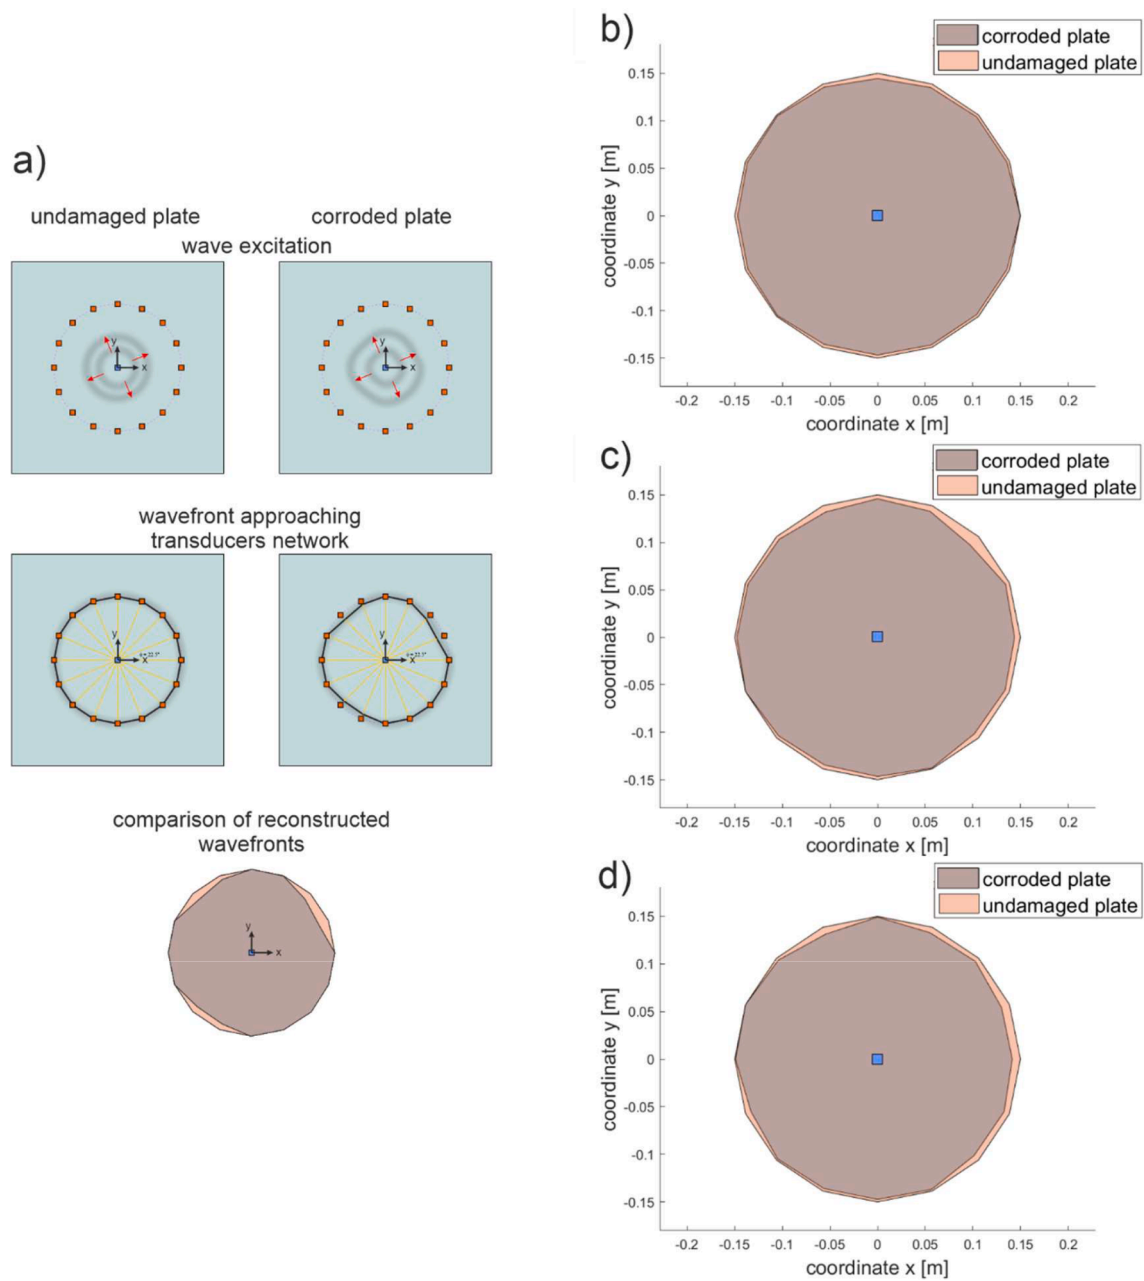 a)
undamaged plate
corroded plate
wave excitation
y
x
y
x
wavefront approaching
transducers network
y
x
y
x
comparison of reconstructed
wavefronts
y
x
b)
corroded plate
undamaged plate
coordinate y [m]
0.15
0.1
0.05
0
-0.05
-0.1
-0.15
-0.2 -0.15 -0.1 -0.05 0 0.05 0.1 0.15 0.2
coordinate x [m]
c)
corroded plate
undamaged plate
coordinate y [m]
0.15
0.1
0.05
0
-0.05
-0.1
-0.15
-0.2 -0.15 -0.1 -0.05 0 0.05 0.1 0.15 0.2
coordinate x [m]
d)
corroded plate
undamaged plate
coordinate y [m]
0.15
0.1
0.05
0
-0.05
-0.1
-0.15
-0.2 -0.15 -0.1 -0.05 0 0.05 0.1 0.15 0.2
coordinate x [m]